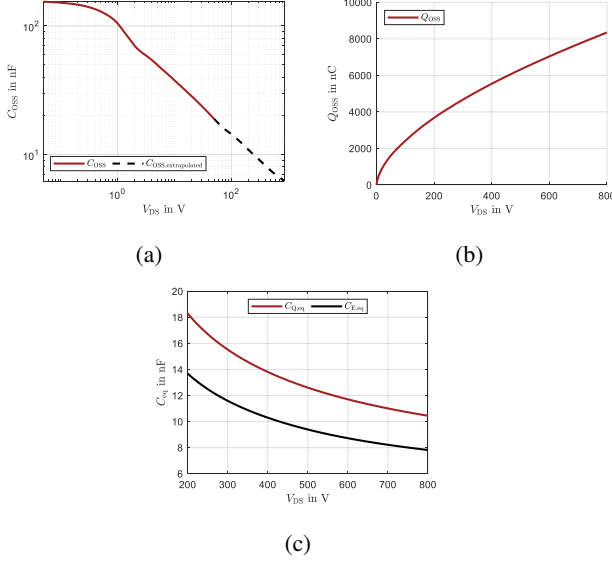 10²
10¹
C_OSS in nF
C_OSS
C_OSS,extrapolated
10⁰
10²
V_DS in V
(a)
10000
8000
6000
4000
2000
0
Q_OSS in nC
Q_OSS
0
200
400
600
800
V_DS in V
(b)
20
18
16
14
12
10
8
6
C_eq in nF
C_Q,eq
C_E,eq
200
300
400
500
600
700
800
V_DS in V
(c)